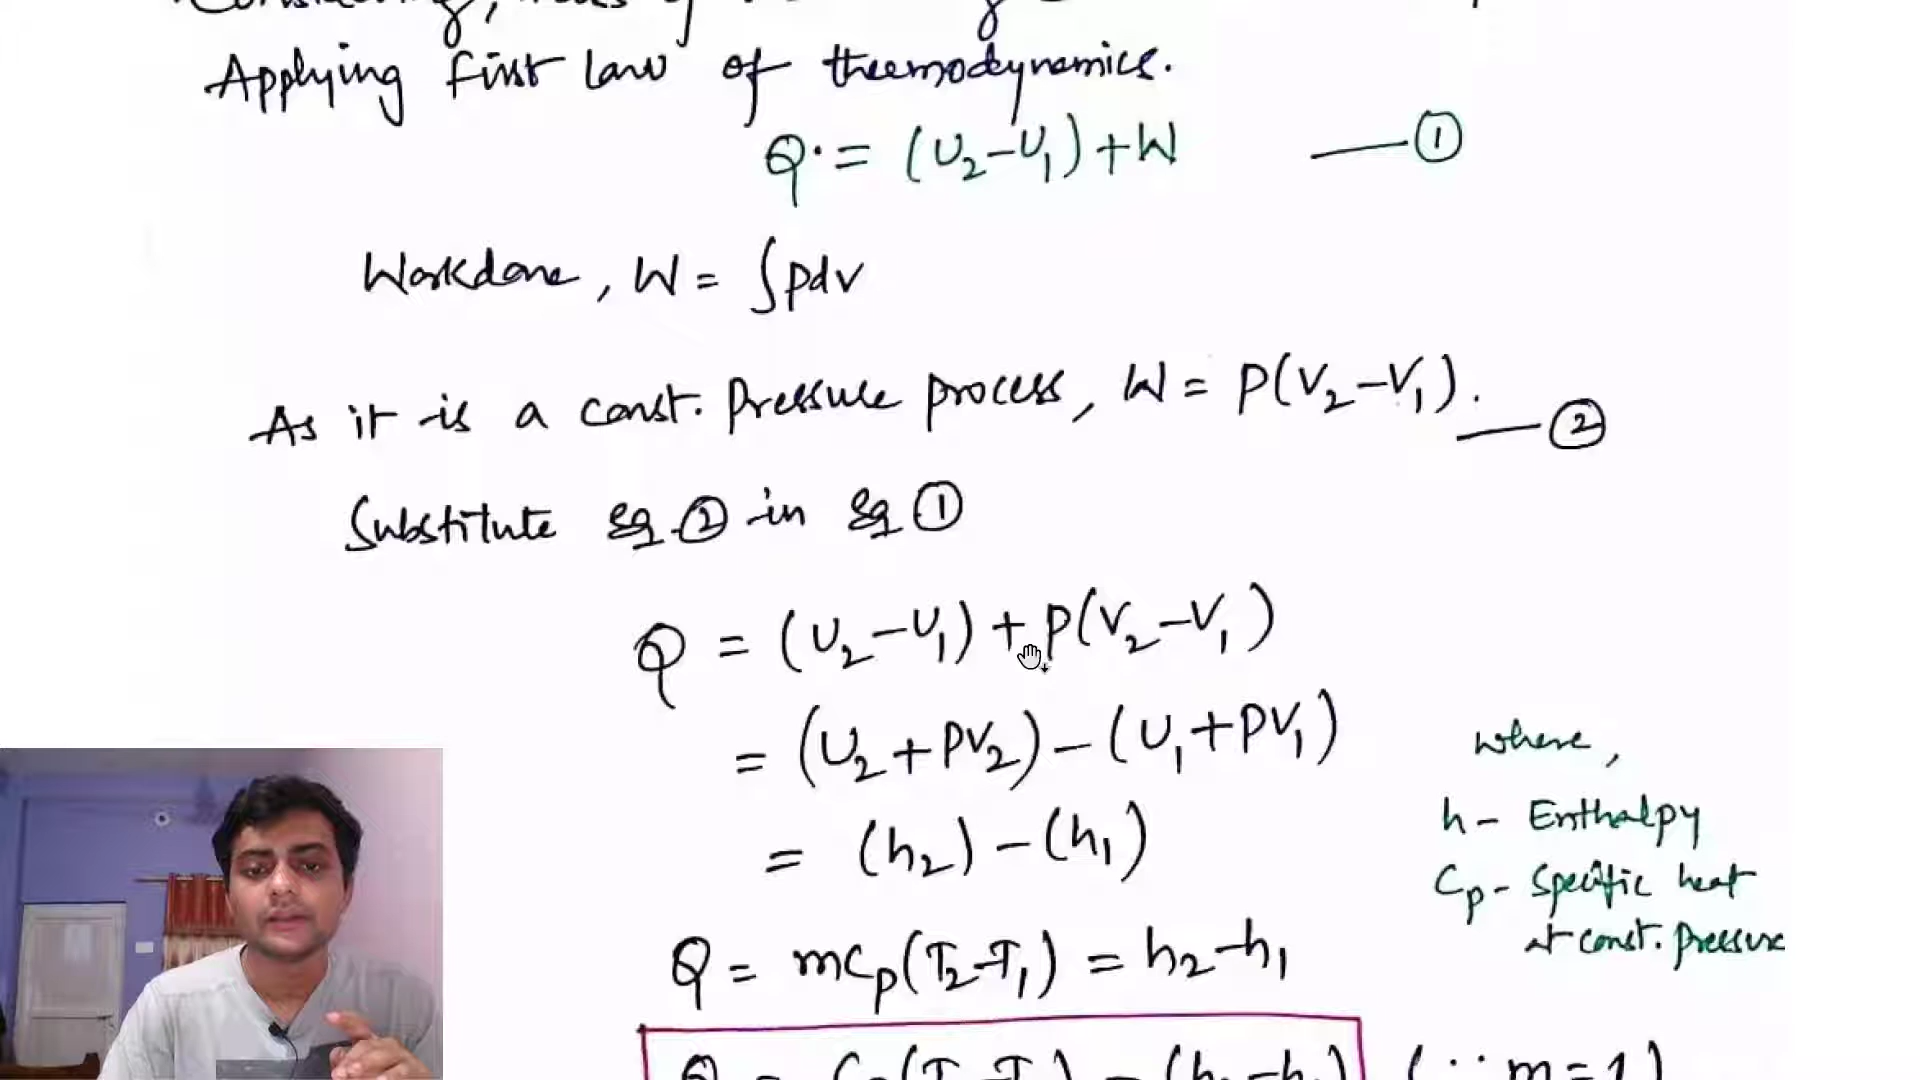 Applying first law of thermodynamics.
Q = (U₂-U₁)+W —①
Workdone, W = ∫pdv
As it is a const. pressure process, W = P(V₂-V₁). —②
Substitute Eq ② in Eq ①
Q = (U₂-U₁)+P(V₂-V₁)
= (U₂+PV₂)-(U₁+PV₁)
= (h₂)-(h₁)
Q = mCp(T₂-T₁) = h₂-h₁
where,
h - Enthalpy
Cp - Specific heat
at const. pressure
(∵ m=1)